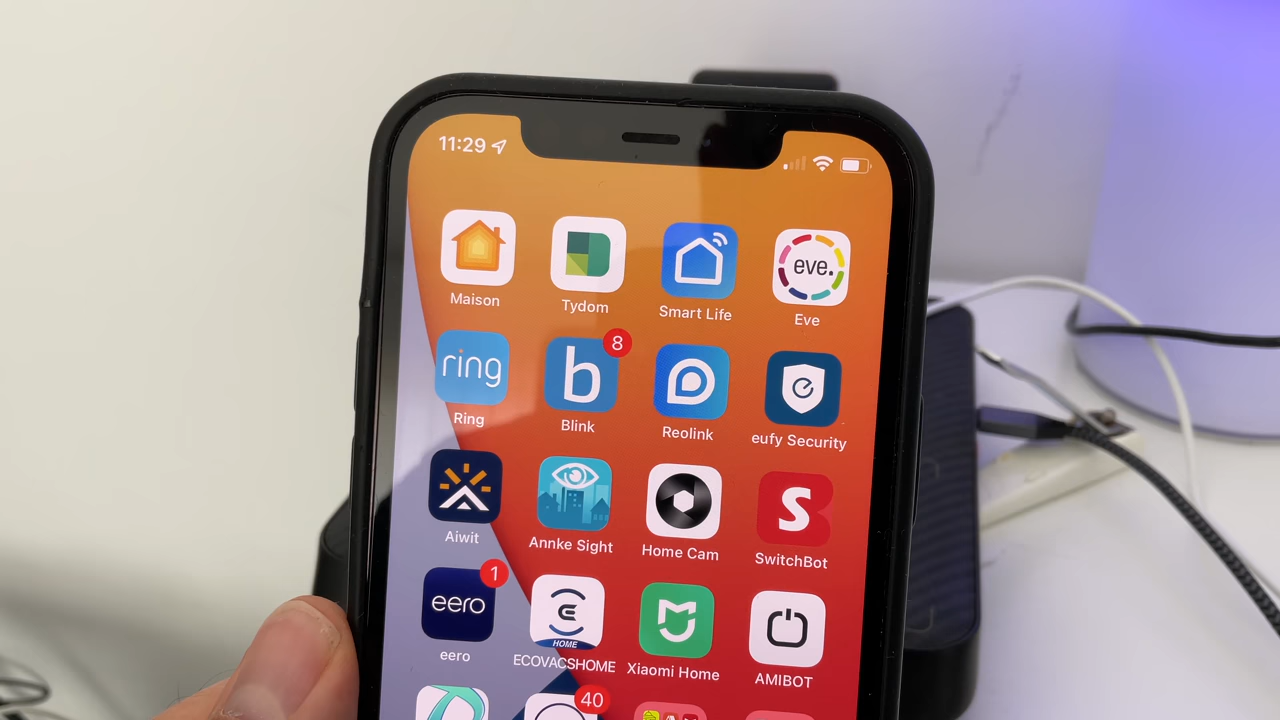 11:29
Maison
Tydom
Smart Life
eve.
Eve
ring
Ring
8
b
Blink
Reolink
e
eufy Security
Aiwit
Annke Sight
Home Cam
S
SwitchBot
eero
1
eero
HOME
ECOVACSHOME
Xiaomi Home
AMIBOT
40